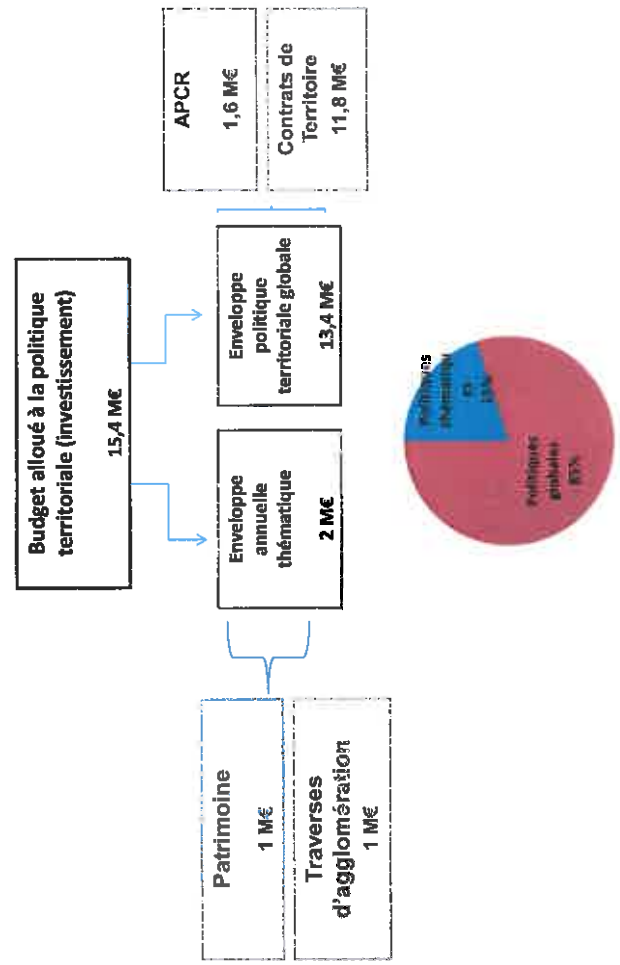 Budget alloué à la politique
territoriale (investissement)
15,4 M€
Enveloppe
annuelle
thématique
2 M€
Enveloppe
politique
territoriale globale
13,4 M€
Patrimoine
1 M€
Traverses
d'agglomération
1 M€
APCR
1,6 M€
Contrats de
Territoire
11,8 M€
Politiques
globales